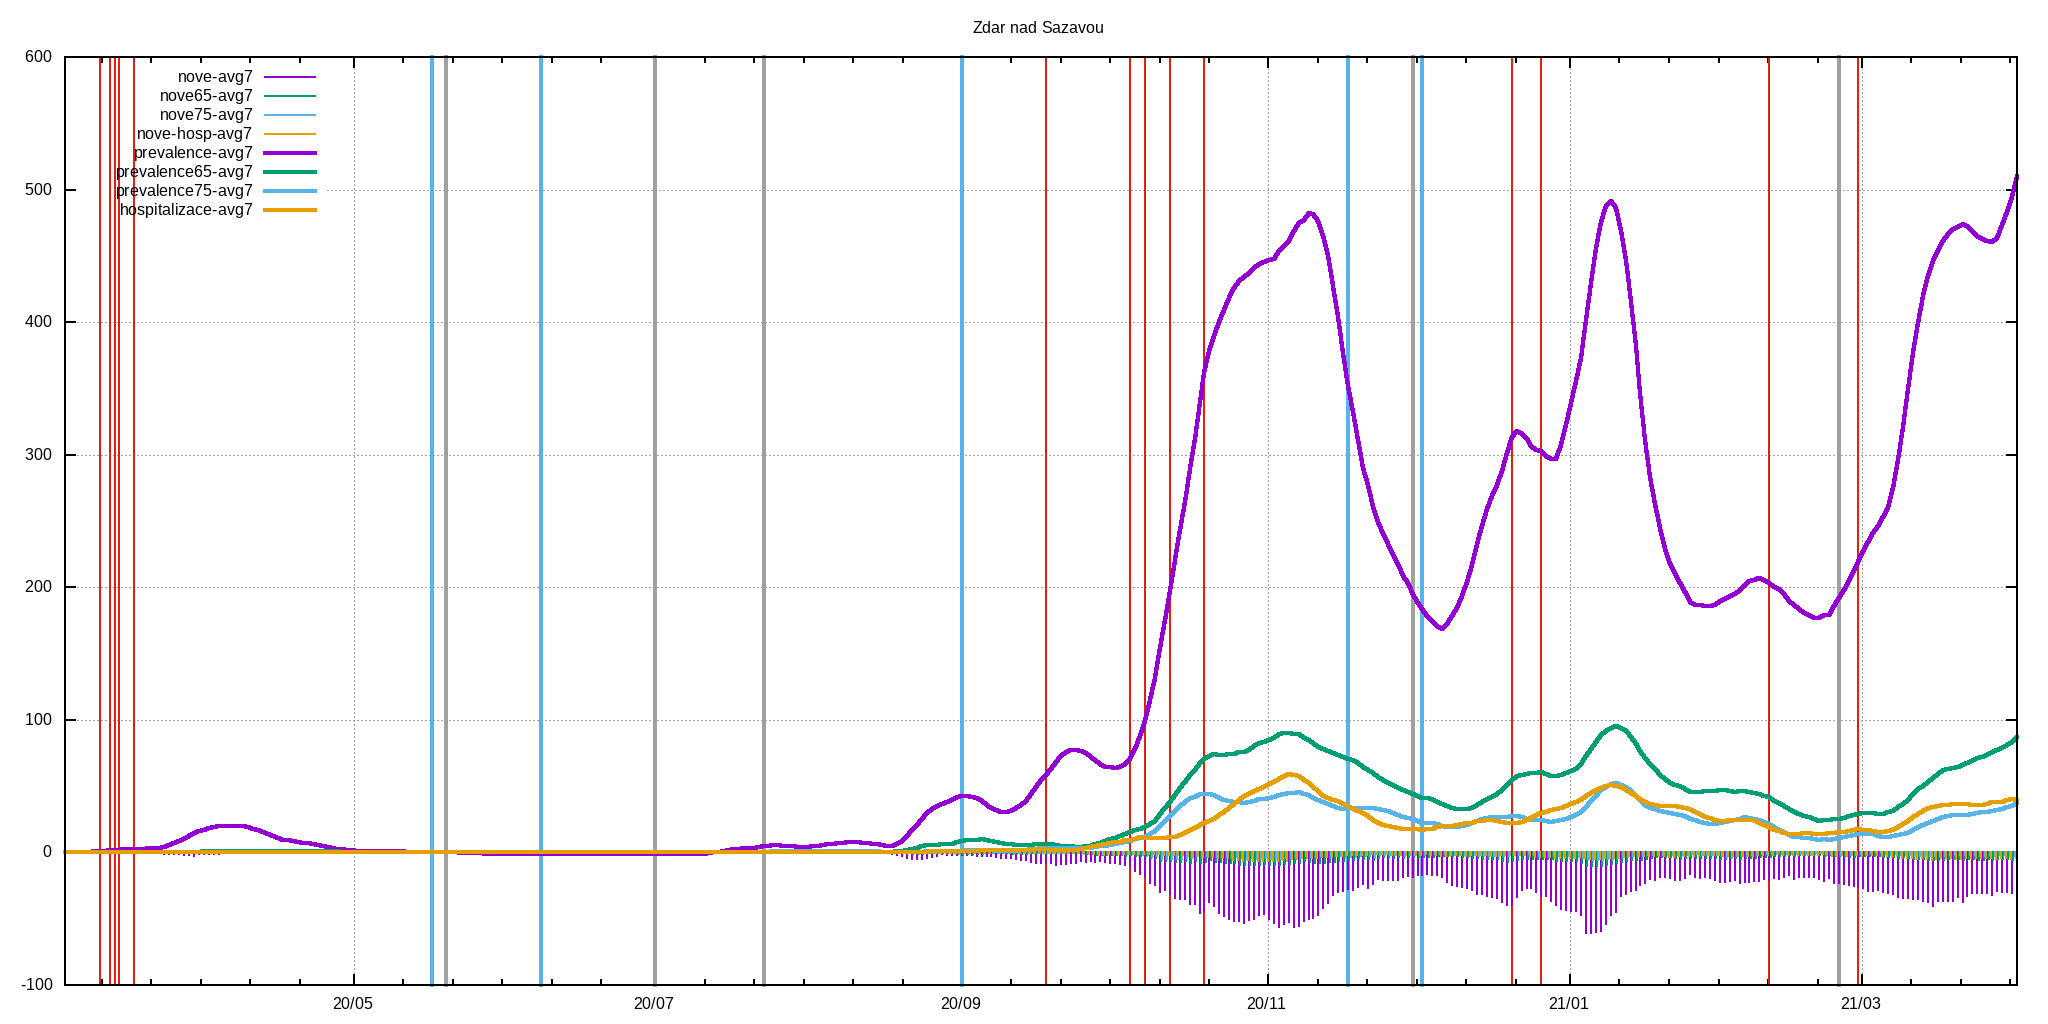 Zdar nad Sazavou
600
500
400
300
200
100
0
-100
nove-avg7
nove65-avg7
nove75-avg7
nove-hosp-avg7
prevalence-avg7
prevalence65-avg7
prevalence75-avg7
hospitalizace-avg7
20/05 20/07 20/09 20/11 21/01 21/03